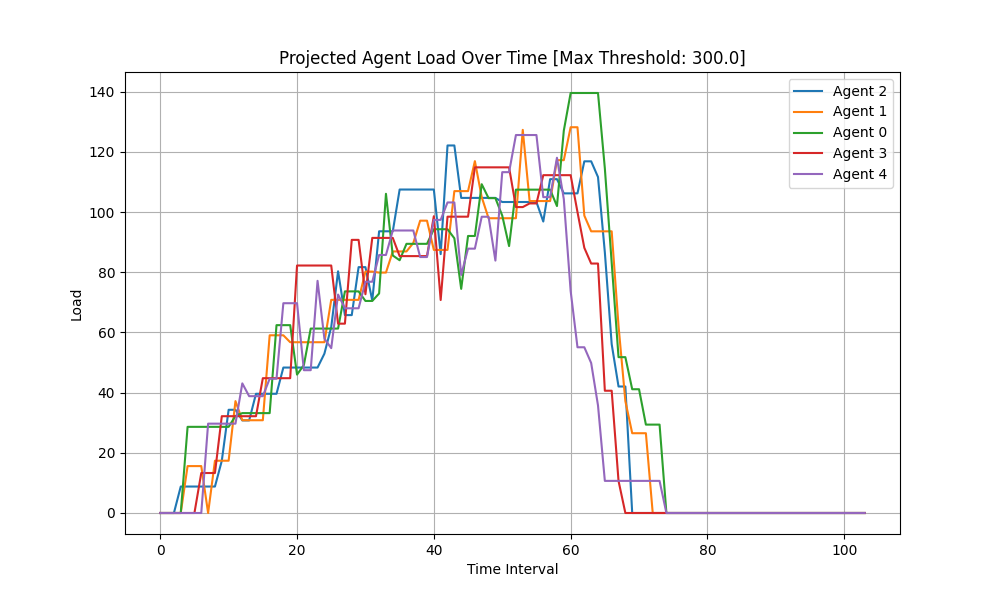 Projected Agent Load Over Time [Max Threshold: 300.0]
Agent 2
Agent 1
Agent 0
Agent 3
Agent 4
140
120
100
80
60
40
20
0
Load
0 20 40 60 80 100
Time Interval